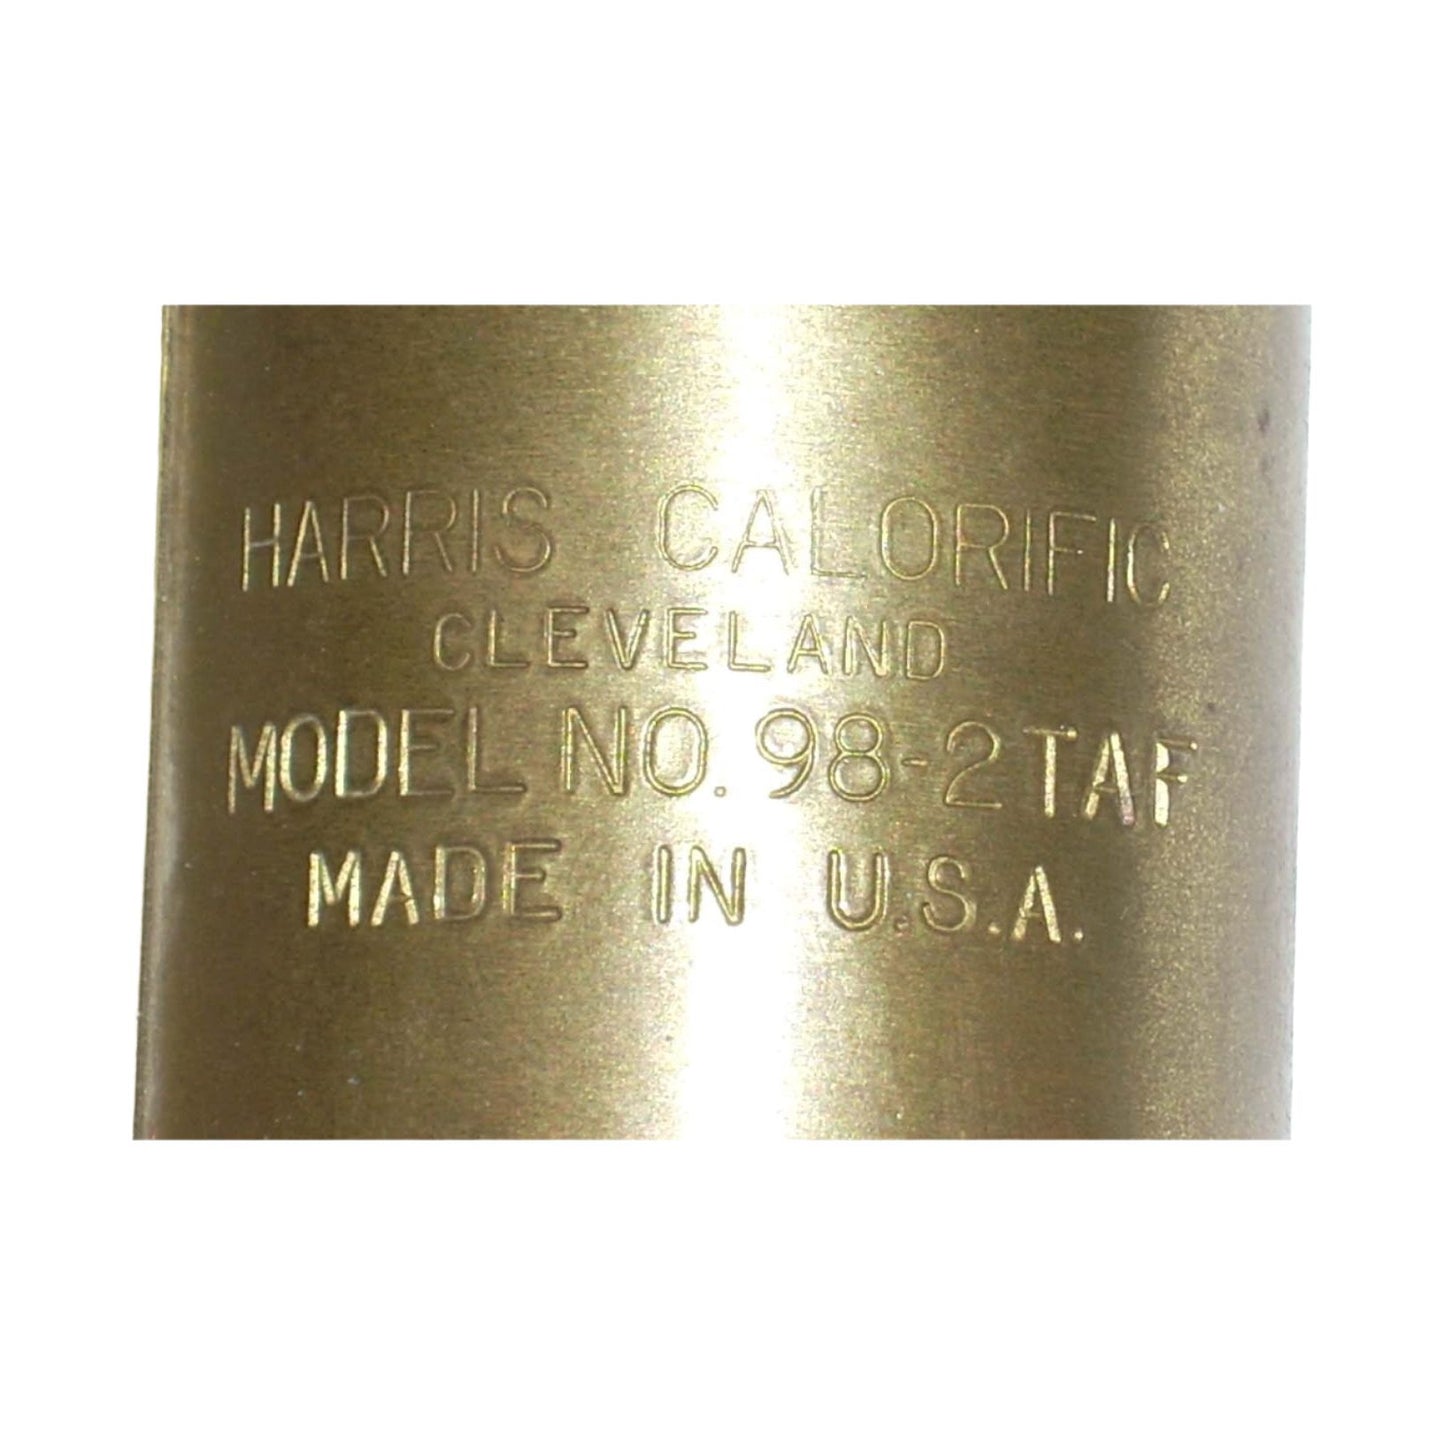 HARRIS CALORIFIC
CLEVELAND
MODEL NO. 98-2TAF
MADE IN U.S.A.